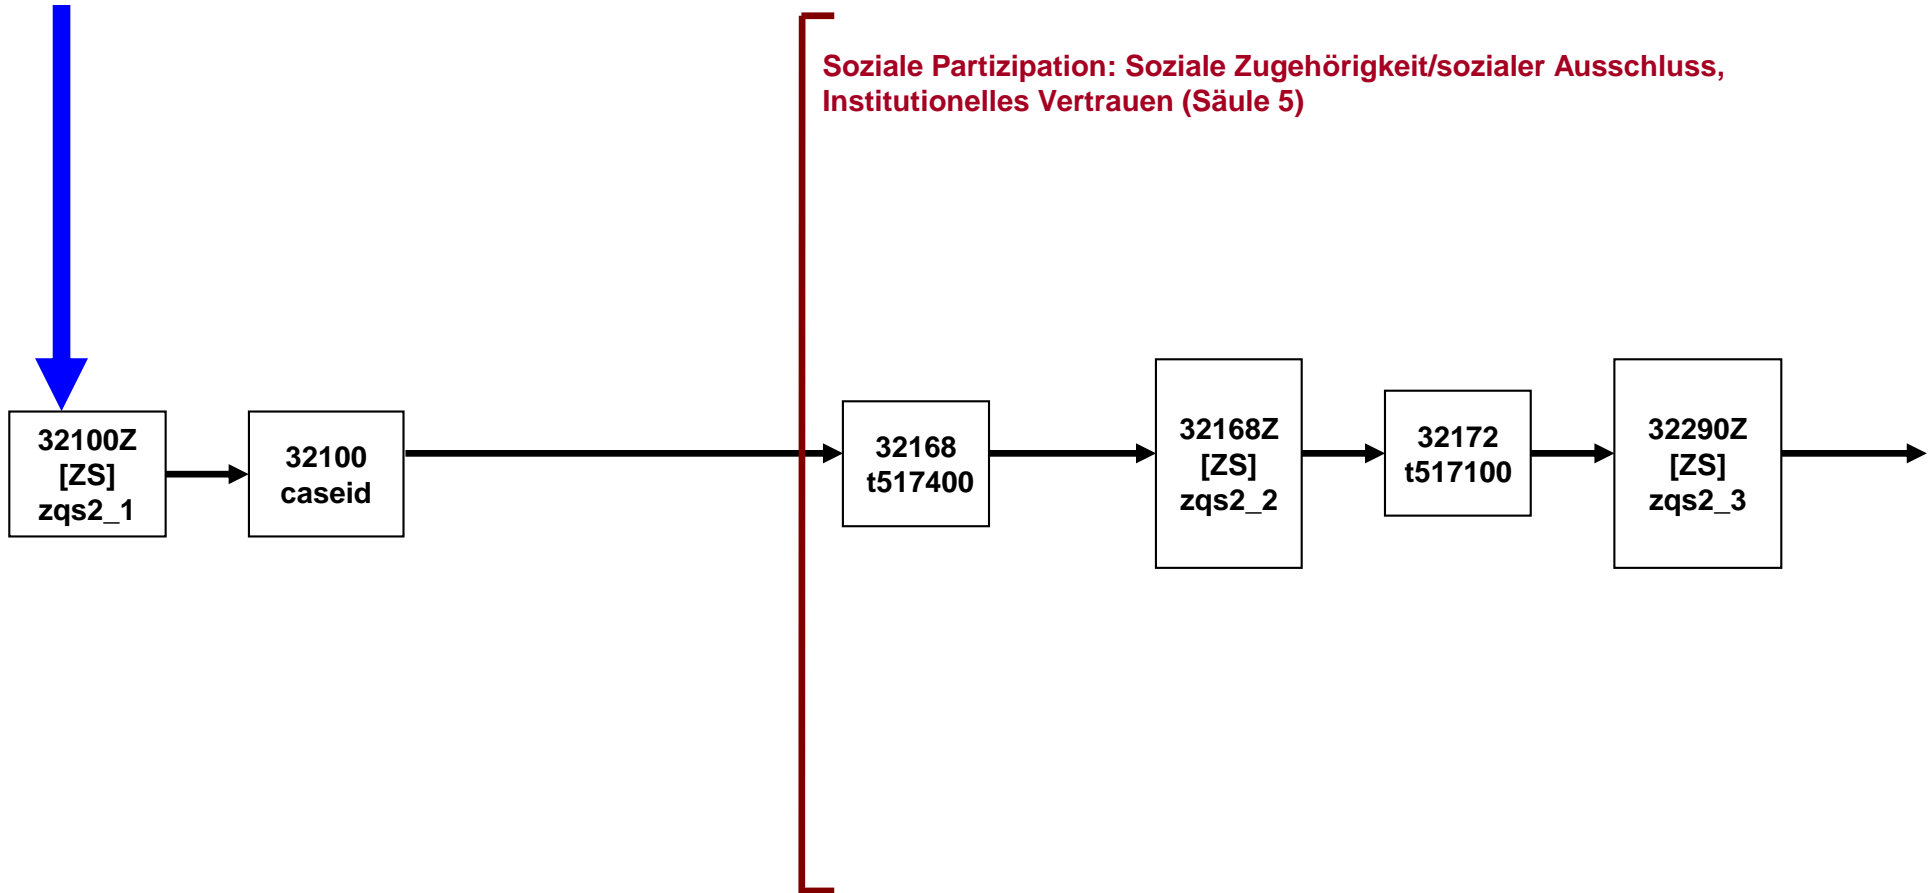 Soziale Partizipation: Soziale Zugehörigkeit/sozialer Ausschluss,
Institutionelles Vertrauen (Säule 5)
32100Z
[ZS]
zqs2_1
32100
caseid
32168
t517400
32168Z
[ZS]
zqs2_2
32172
t517100
32290Z
[ZS]
zqs2_3